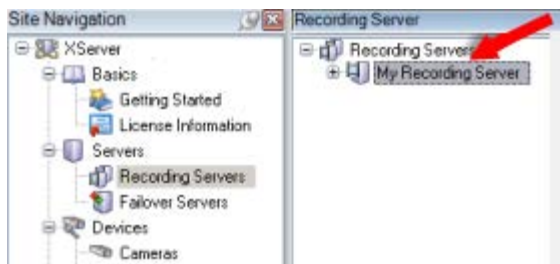 Site Navigation
XServer
Basics
Getting Started
License Information
Servers
Recording Servers
Failover Servers
Devices
Cameras
Recording Server
Recording Servers
My Recording Server